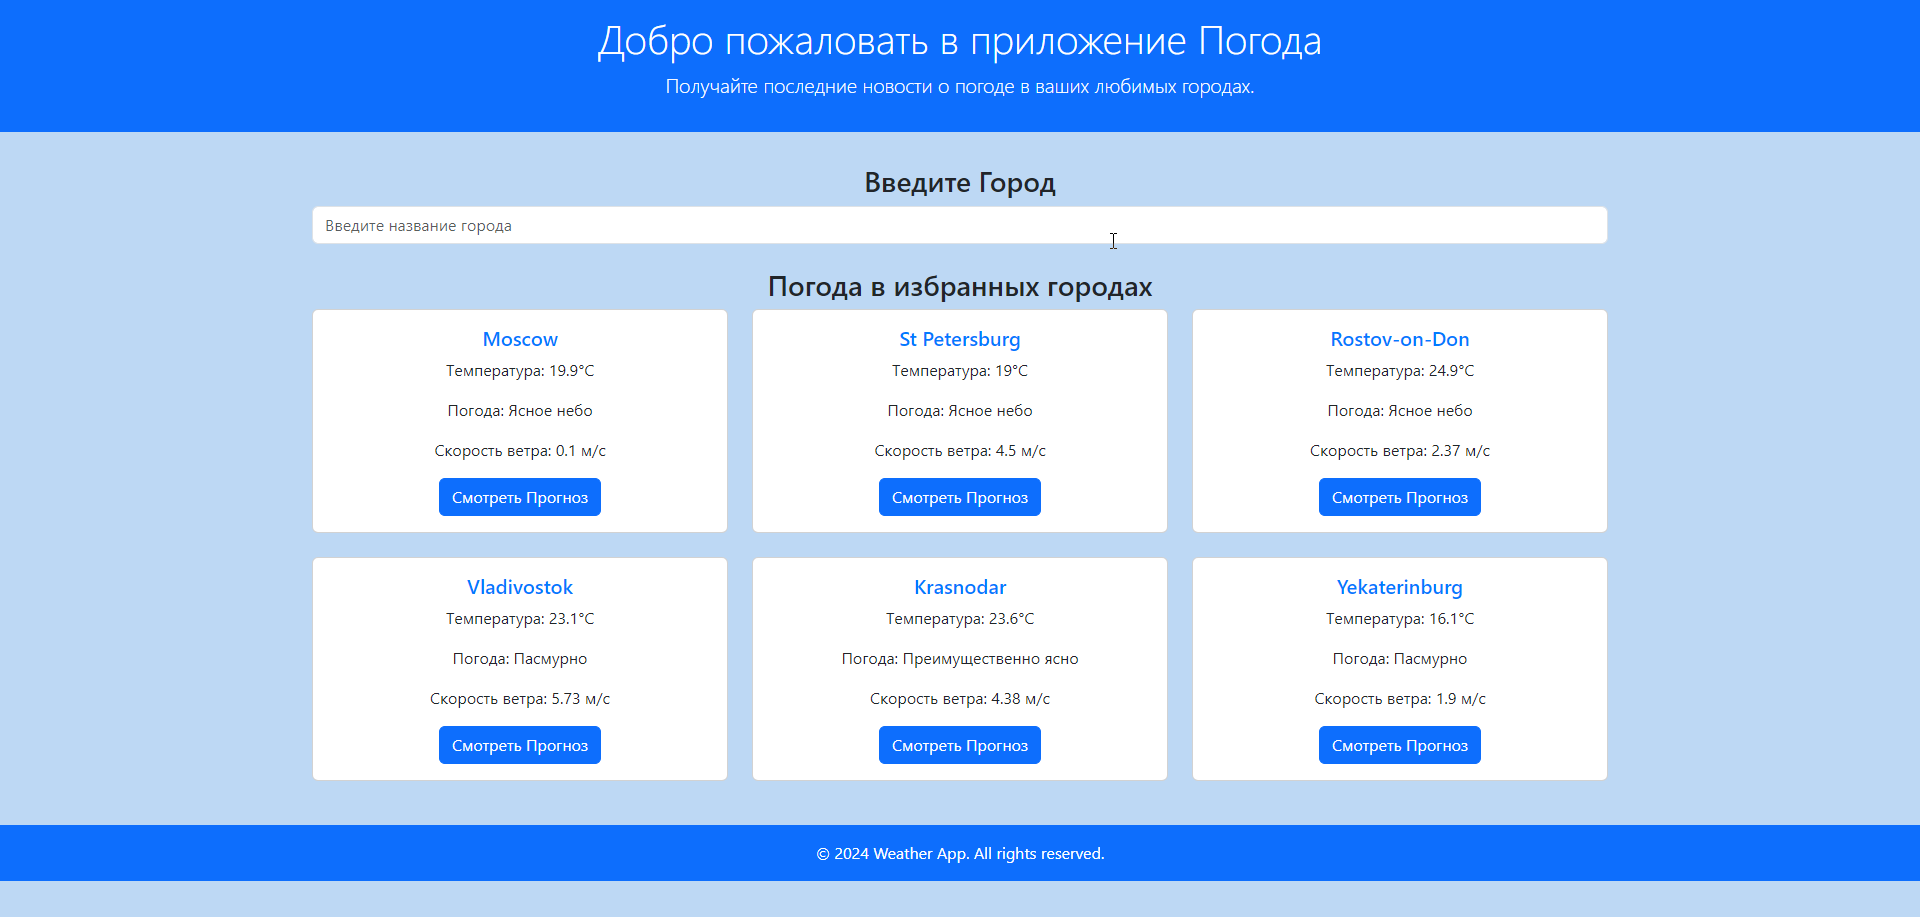 Добро пожаловать в приложение Погода
Получайте последние новости о погоде в ваших любимых городах.
Введите Город
Введите название города
Погода в избранных городах
Moscow
Температура: 19.9°C
Погода: Ясное небо
Скорость ветра: 0.1 м/с
Смотреть Прогноз
St Petersburg
Температура: 19°C
Погода: Ясное небо
Скорость ветра: 4.5 м/с
Смотреть Прогноз
Rostov-on-Don
Температура: 24.9°C
Погода: Ясное небо
Скорость ветра: 2.37 м/с
Смотреть Прогноз
Vladivostok
Температура: 23.1°C
Погода: Пасмурно
Скорость ветра: 5.73 м/с
Смотреть Прогноз
Krasnodar
Температура: 23.6°C
Погода: Преимущественно ясно
Скорость ветра: 4.38 м/с
Смотреть Прогноз
Yekaterinburg
Температура: 16.1°C
Погода: Пасмурно
Скорость ветра: 1.9 м/с
Смотреть Прогноз
© 2024 Weather App. All rights reserved.